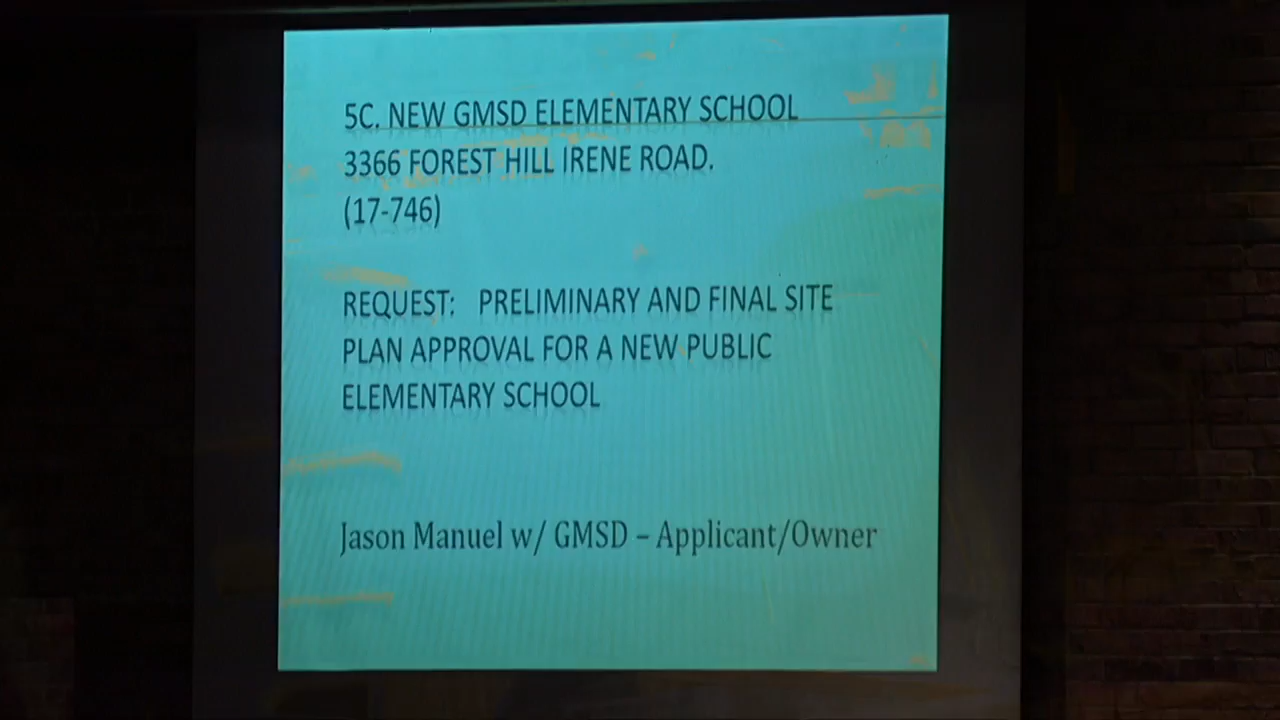 5C. NEW GMSD ELEMENTARY SCHOOL
3366 FOREST HILL IRENE ROAD.
(17-746)
REQUEST: PRELIMINARY AND FINAL SITE
PLAN APPROVAL FOR A NEW PUBLIC
ELEMENTARY SCHOOL
Jason Manuel w/ GMSD – Applicant/Owner